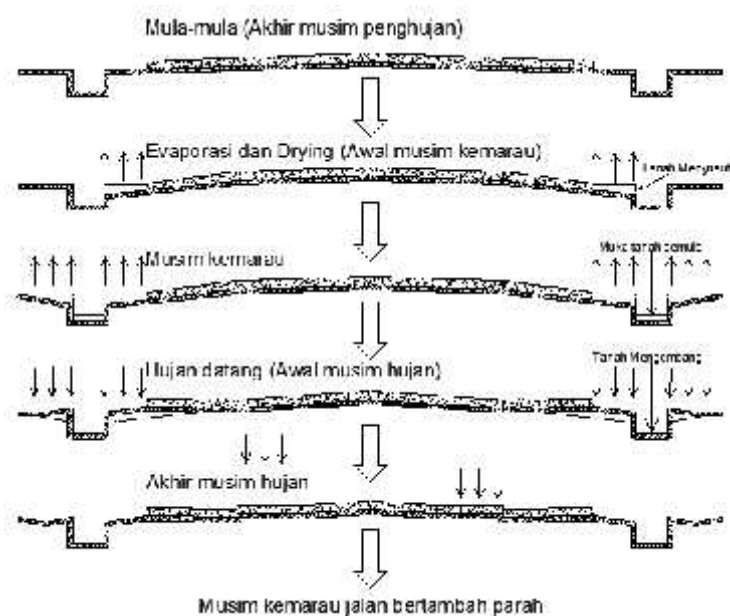 Mula-mula (Akhir musim penghujan)
Evaporasi dan Drying (Awal musim kemarau)
Tanah Menyusut
Musim kemarau
Muka tanah semula
Hujan datang (Awal musim hujan)
Tanah Mengembang
Akhir musim hujan
Musim kemarau jalan bertambah parah